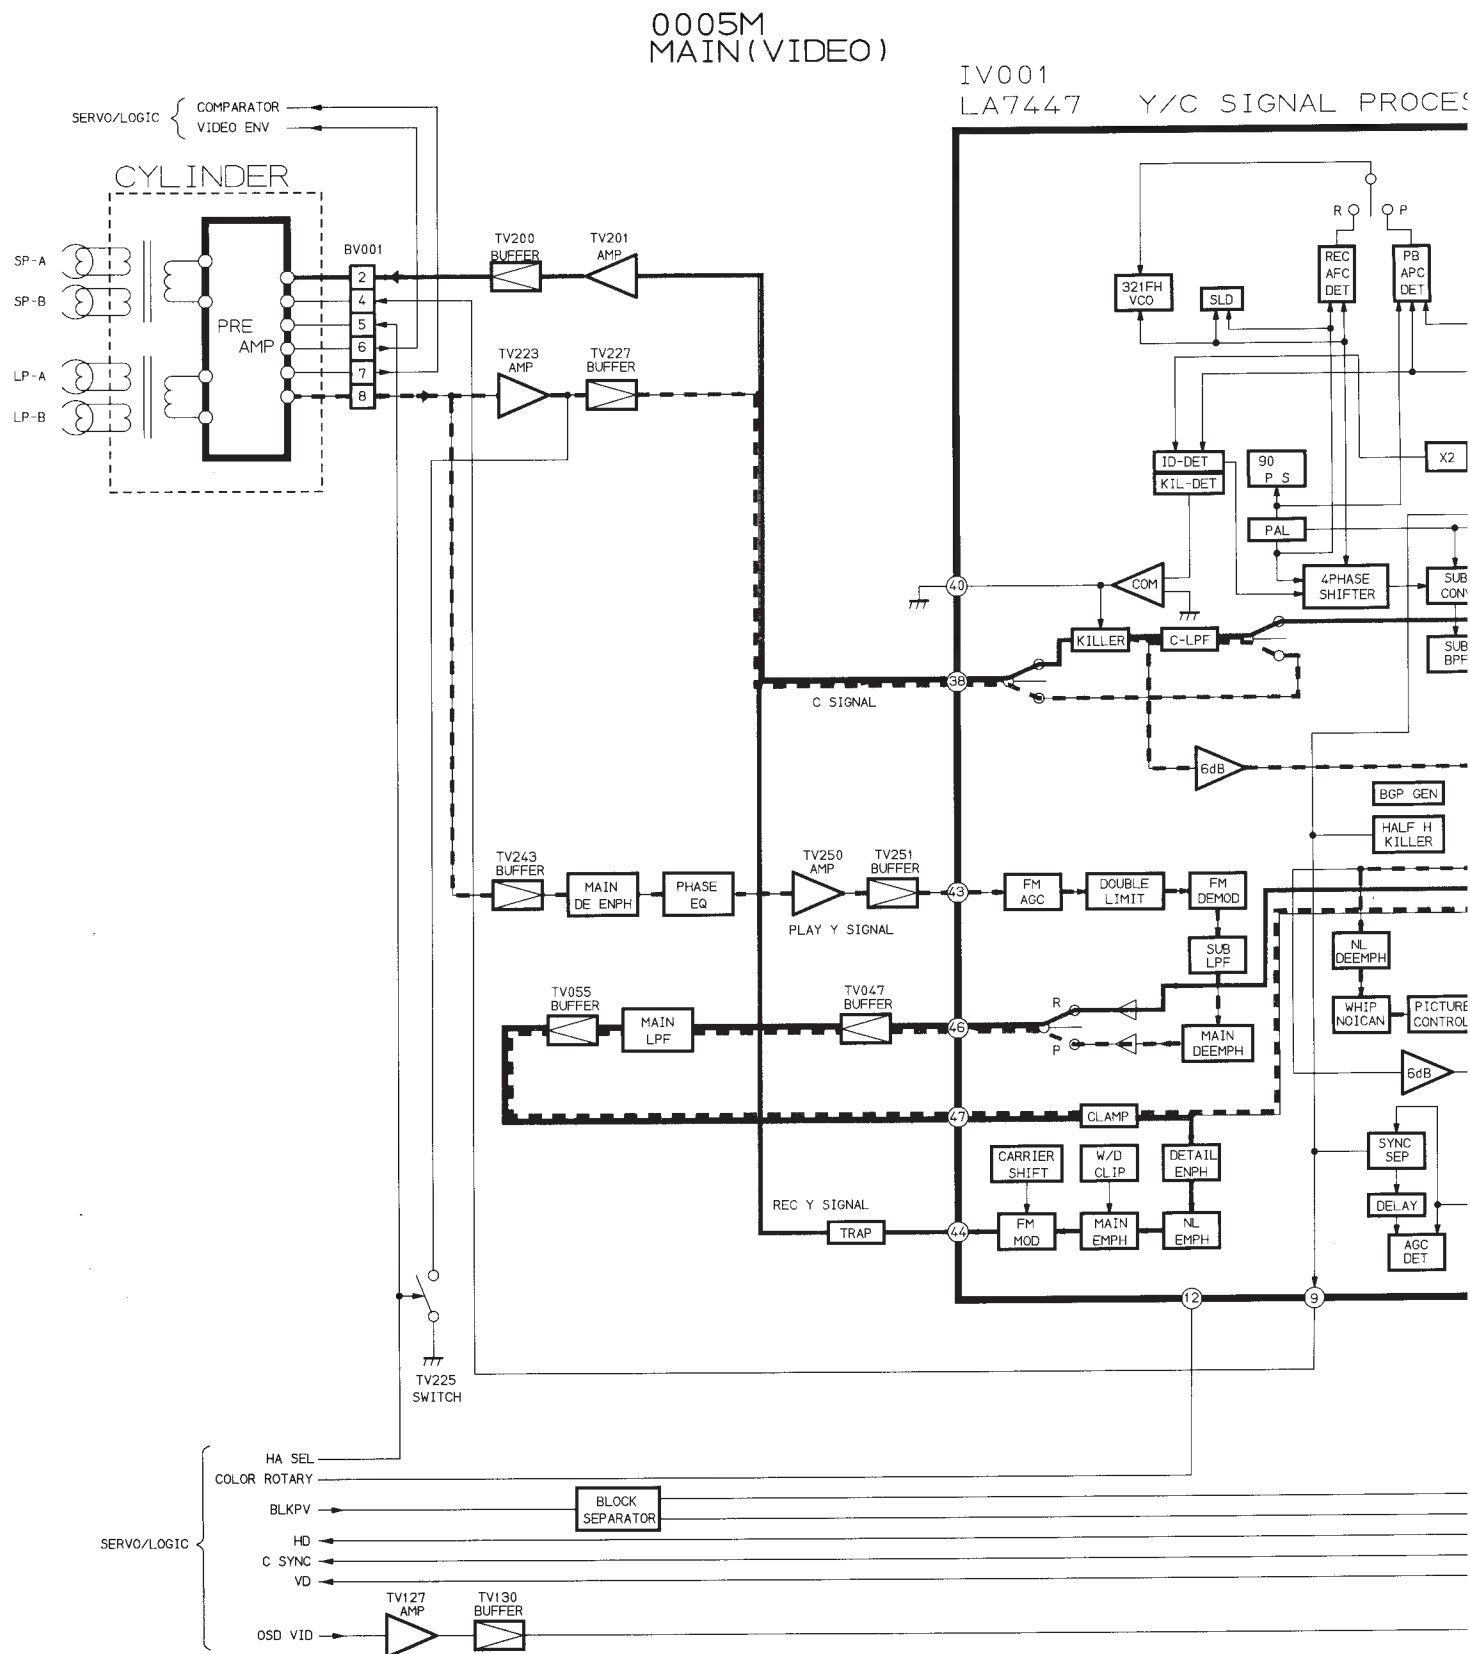 0005M
MAIN(VIDEO)
IV001
LA7447 Y/C SIGNAL PROCES
SERVO/LOGIC
COMPARATOR
VIDEO ENV
CYLINDER
SP-A
SP-B
LP-A
LP-B
PRE
AMP
BV001
2
4
5
6
7
8
TV200
BUFFER
TV201
AMP
TV223
AMP
TV227
BUFFER
R
P
REC
AFC
DET
PB
APC
DET
321FH
VCO
SLD
ID-DET
KIL-DET
90
P S
X2
PAL
COM
4PHASE
SHIFTER
SUB
CONV
40
KILLER
C-LPF
SUB
BPF
38
C SIGNAL
6dB
BGP GEN
HALF H
KILLER
TV243
BUFFER
MAIN
DE ENPH
PHASE
EQ
TV250
AMP
TV251
BUFFER
PLAY Y SIGNAL
43
FM
AGC
DOUBLE
LIMIT
FM
DEMOD
SUB
LPF
NL
DEEMPH
TV055
BUFFER
MAIN
LPF
TV047
BUFFER
46
R
P
MAIN
DEEMPH
WHIP
NOICAN
PICTURE
CONTROL
6dB
47
CLAMP
CARRIER
SHIFT
W/D
CLIP
DETAIL
ENPH
SYNC
SEP
REC Y SIGNAL
TRAP
44
FM
MOD
MAIN
EMPH
NL
EMPH
DELAY
AGC
DET
12
9
TV225
SWITCH
SERVO/LOGIC
HA SEL
COLOR ROTARY
BLKPV
BLOCK
SEPARATOR
HD
C SYNC
VD
TV127
AMP
TV130
BUFFER
OSD VID